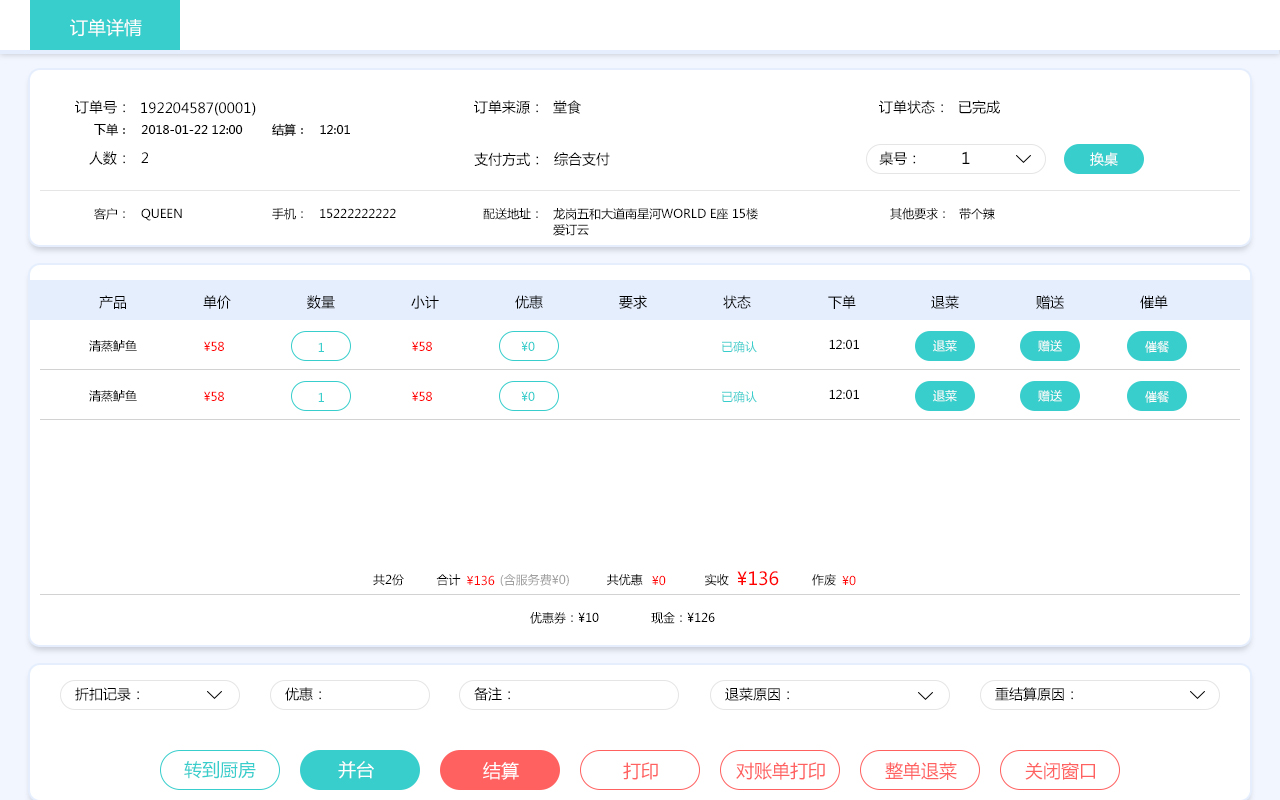 订单详情
订单号： 192204587(0001) 订单来源： 堂食 订单状态： 已完成
下单： 2018-01-22 12:00 结算： 12:01
人数： 2 支付方式： 综合支付 桌号： 1 换桌
客户： QUEEN 手机： 15222222222 配送地址： 龙岗五和大道南星河WORLD E座 15楼 其他要求： 带个辣
爱订云
产品 单价 数量 小计 优惠 要求 状态 下单 退菜 赠送 催单
清蒸鲈鱼 ¥58 1 ¥58 ¥0 已确认 12:01 退菜 赠送 催餐
清蒸鲈鱼 ¥58 1 ¥58 ¥0 已确认 12:01 退菜 赠送 催餐
共2份 合计 ¥136 (含服务费¥0) 共优惠 ¥0 实收 ¥136 作废 ¥0
优惠券：¥10 现金：¥126
折扣记录： 优惠： 备注： 退菜原因： 重结算原因：
转到厨房 并台 结算 打印 对账单打印 整单退菜 关闭窗口